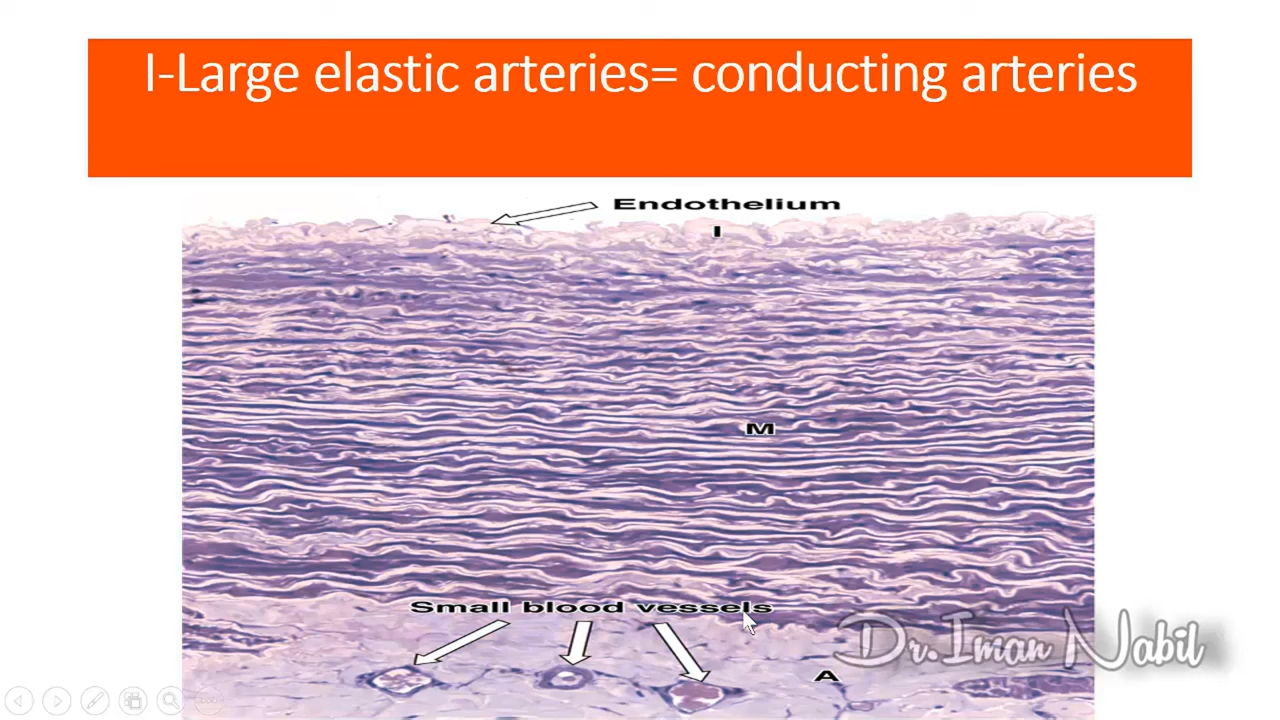 I-Large elastic arteries= conducting arteries
Endothelium
I
M
Small blood vessels
Dr.Iman Nabil
A